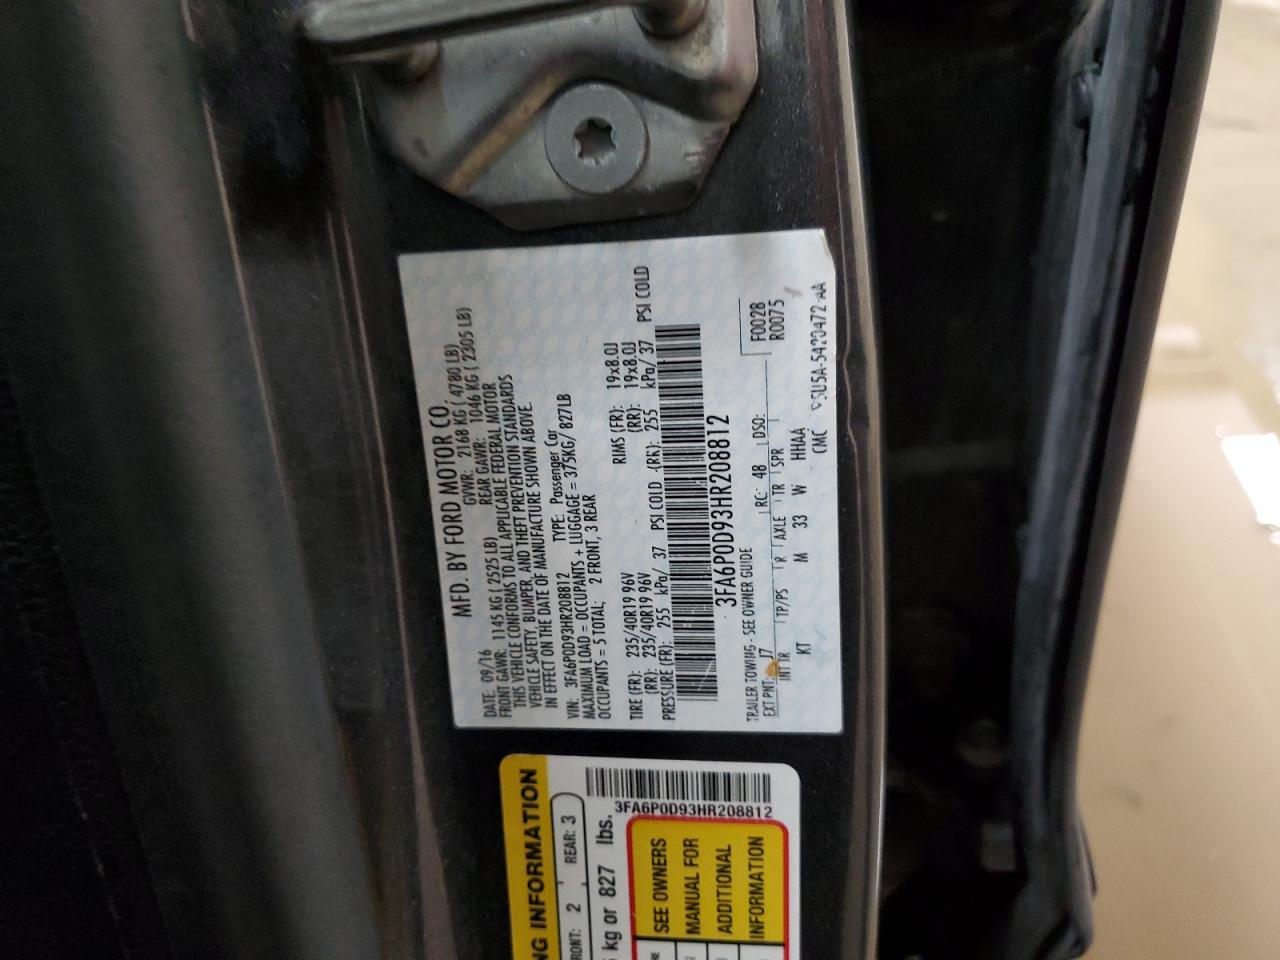 MFD. BY FORD MOTOR CO.
DATE: 09/16 GVWR: 2168 KG ( 4780 LB)
FRONT GAWR: 1145 KG ( 2525 LB) REAR GAWR: 1046 KG ( 2305 LB)
THIS VEHICLE CONFORMS TO ALL APPLICABLE FEDERAL MOTOR
VEHICLE SAFETY, BUMPER, AND THEFT PREVENTION STANDARDS
IN EFFECT ON THE DATE OF MANUFACTURE SHOWN ABOVE.
VIN: 3FA6P0D93HR208812 TYPE: Passenger Car
MAXIMUM LOAD = OCCUPANTS + LUGGAGE = 375KG/ 827LB
OCCUPANTS = 5 TOTAL; 2 FRONT, 3 REAR
TIRE (FR): 235/40R19 96V RIMS (FR): 19x8.0J
(RR): 235/40R19 96V (RR): 19x8.0J
PRESSURE (FR): 255 kPa/ 37 PSI COLD (RR): 255 kPa/ 37 PSI COLD
3FA6P0D93HR208812
TRAILER TOWING - SEE OWNER GUIDE
F0028
EXT PNT: J7 RC: 48 DSO: R0075
INT TR TP/PS R AXLE TR SPR
KT M 33 W HHAA
5U5A-5420472-AA
NG INFORMATION
FRONT: 2 REAR: 3
kg or 827 lbs.
3FA6P0D93HR208812
SEE OWNERS
MANUAL FOR
ADDITIONAL
INFORMATION